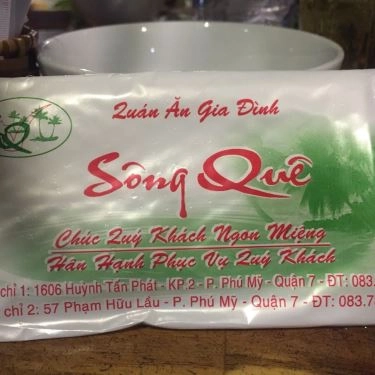 Quán Ăn Gia Đình
Sông Quê
Chúc Quý Khách Ngon Miệng
Hân Hạnh Phục Vụ Quý Khách
chỉ 1: 1606 Huỳnh Tấn Phát - KP.2 - P. Phú Mỹ - Quận 7 - ĐT: 083.
chỉ 2: 57 Phạm Hữu Lầu - P. Phú Mỹ - Quận 7 - ĐT: 083.7